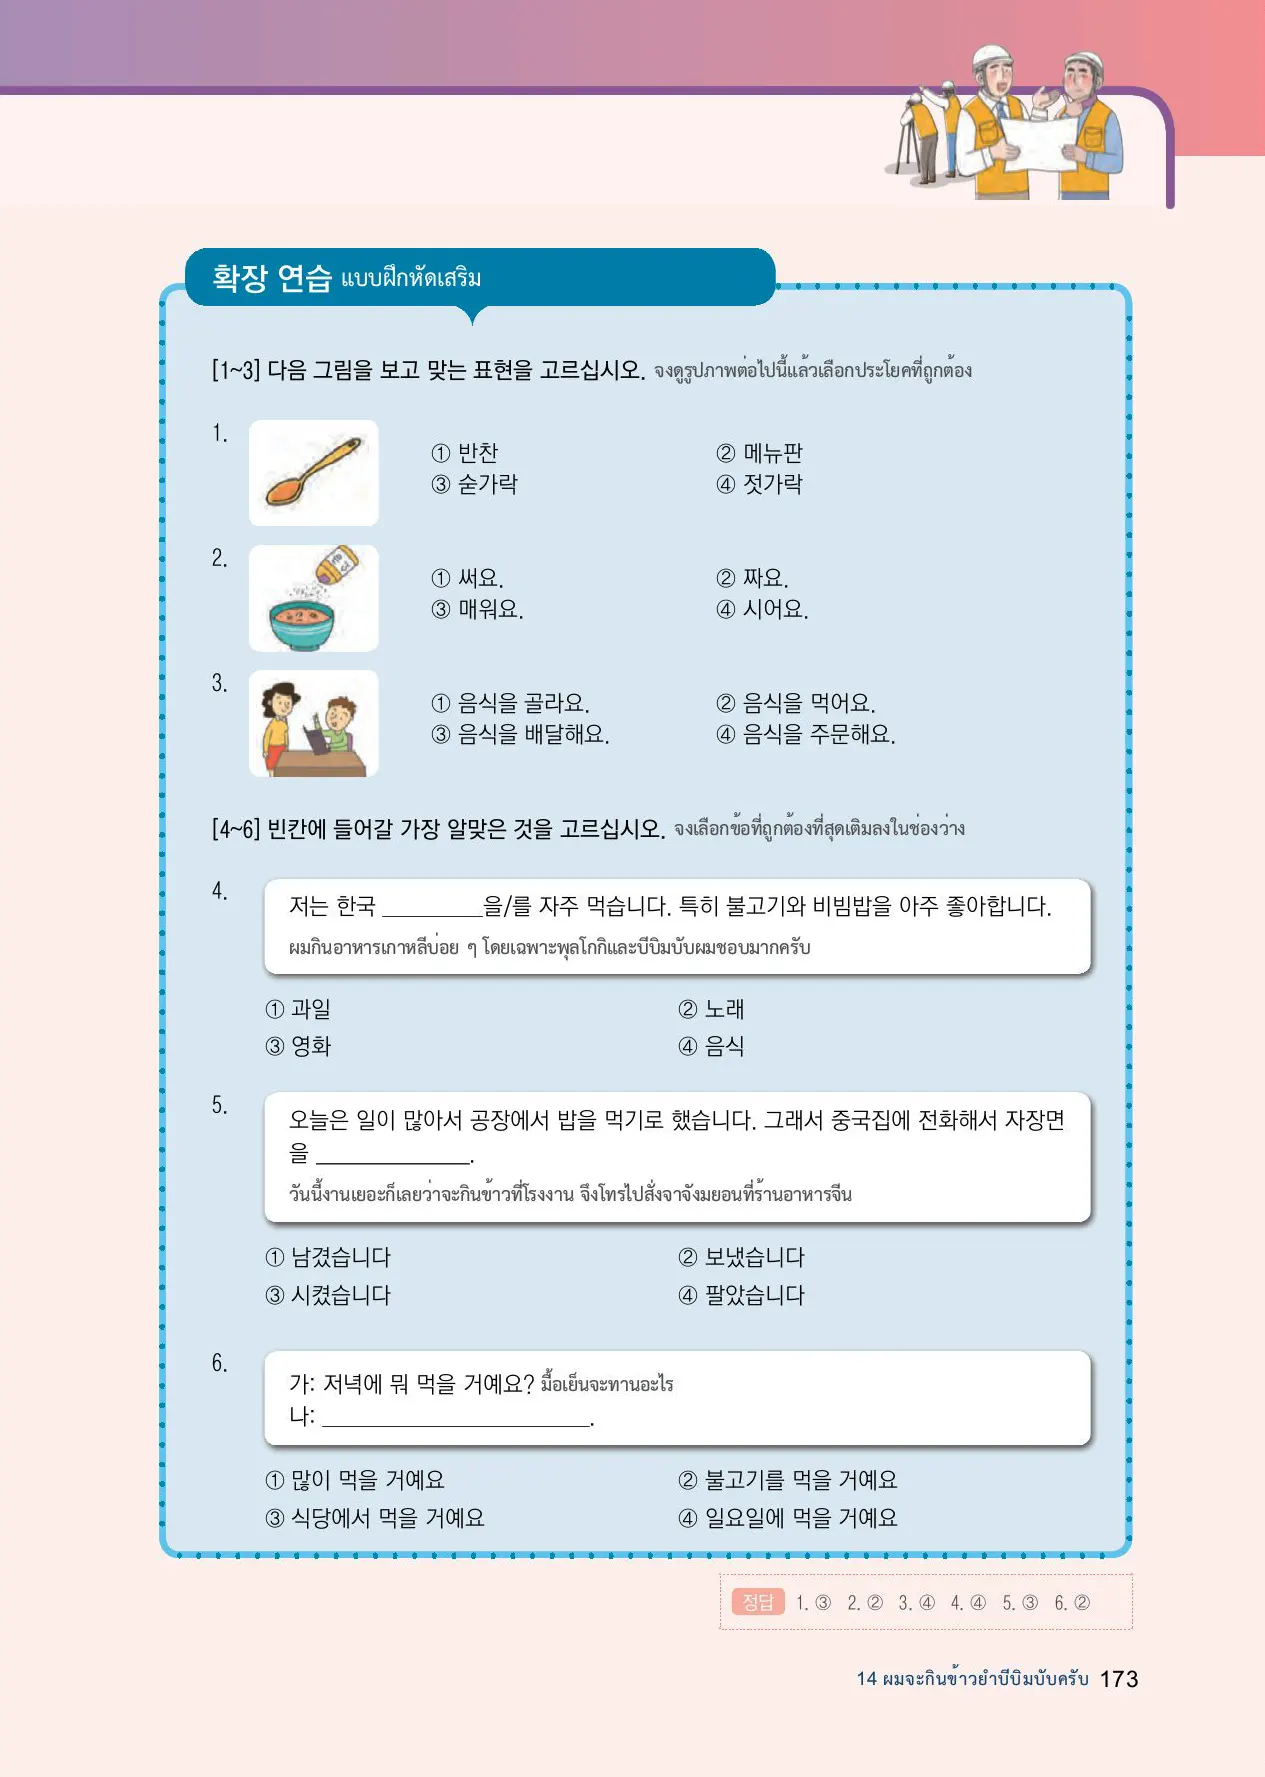 확장 연습 แบบฝึกหัดเสริม
[1~3] 다음 그림을 보고 맞는 표현을 고르십시오. จงดูรูปภาพต่อไปนี้แล้วเลือกประโยคที่ถูกต้อง
1.
① 반찬 ② 메뉴판
③ 숟가락 ④ 젓가락
2.
① 써요. ② 짜요.
③ 매워요. ④ 시어요.
3.
① 음식을 골라요. ② 음식을 먹어요.
③ 음식을 배달해요. ④ 음식을 주문해요.
[4~6] 빈칸에 들어갈 가장 알맞은 것을 고르십시오. จงเลือกข้อที่ถูกต้องที่สุดเติมลงในช่องว่าง
4.
저는 한국 _________을/를 자주 먹습니다. 특히 불고기와 비빔밥을 아주 좋아합니다.
ผมกินอาหารเกาหลีบ่อย ๆ โดยเฉพาะพุลโกกิและบีบิมบับผมชอบมากครับ
① 과일 ② 노래
③ 영화 ④ 음식
5.
오늘은 일이 많아서 공장에서 밥을 먹기로 했습니다. 그래서 중국집에 전화해서 자장면
을 ______________.
วันนี้งานเยอะก็เลยว่าจะกินข้าวที่โรงงาน จึงโทรไปสั่งจาจังมยอนที่ร้านอาหารจีน
① 남겼습니다 ② 보냈습니다
③ 시켰습니다 ④ 팔았습니다
6.
가: 저녁에 뭐 먹을 거예요? มื้อเย็นจะทานอะไร
나: ________________________.
① 많이 먹을 거예요 ② 불고기를 먹을 거예요
③ 식당에서 먹을 거예요 ④ 일요일에 먹을 거예요
정답 1. ③ 2. ② 3. ④ 4. ④ 5. ③ 6. ②
14 ผมจะกินข้าวยำบีบิมบับครับ 173